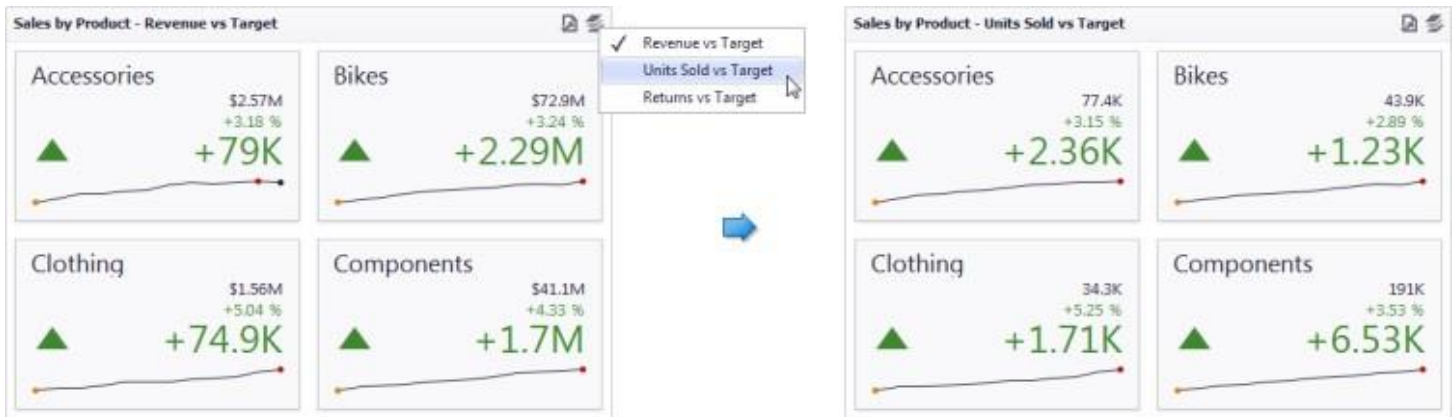 Sales by Product - Revenue vs Target
Revenue vs Target
Units Sold vs Target
Returns vs Target
Accessories
$2.57M
+3.18 %
+79K
Bikes
$72.9M
+3.24 %
+2.29M
Clothing
$1.56M
+5.04 %
+74.9K
Components
$41.1M
+4.33 %
+1.7M
Sales by Product - Units Sold vs Target
Accessories
77.4K
+3.15 %
+2.36K
Bikes
43.9K
+2.89 %
+1.23K
Clothing
34.3K
+5.25 %
+1.71K
Components
191K
+3.53 %
+6.53K